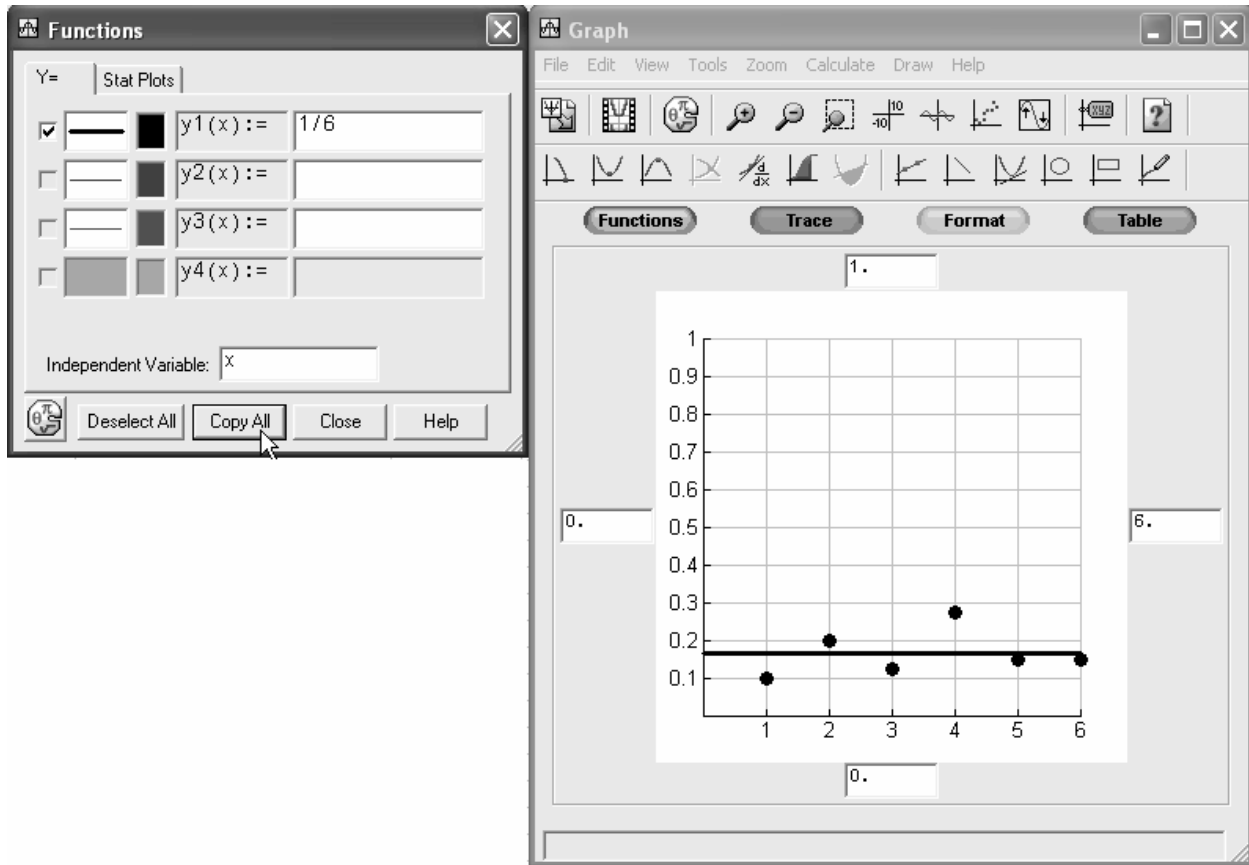 Functions
Y=
Stat Plots
y1(x):= 1/6
y2(x):=
y3(x):=
y4(x):=
Independent Variable: x
Deselect All Copy All Close Help
Graph
File Edit View Tools Zoom Calculate Draw Help
Functions Trace Format Table
1.
1
0.9
0.8
0.7
0.6
0. 0.5 6.
0.4
0.3
0.2
0.1
1 2 3 4 5 6
0.